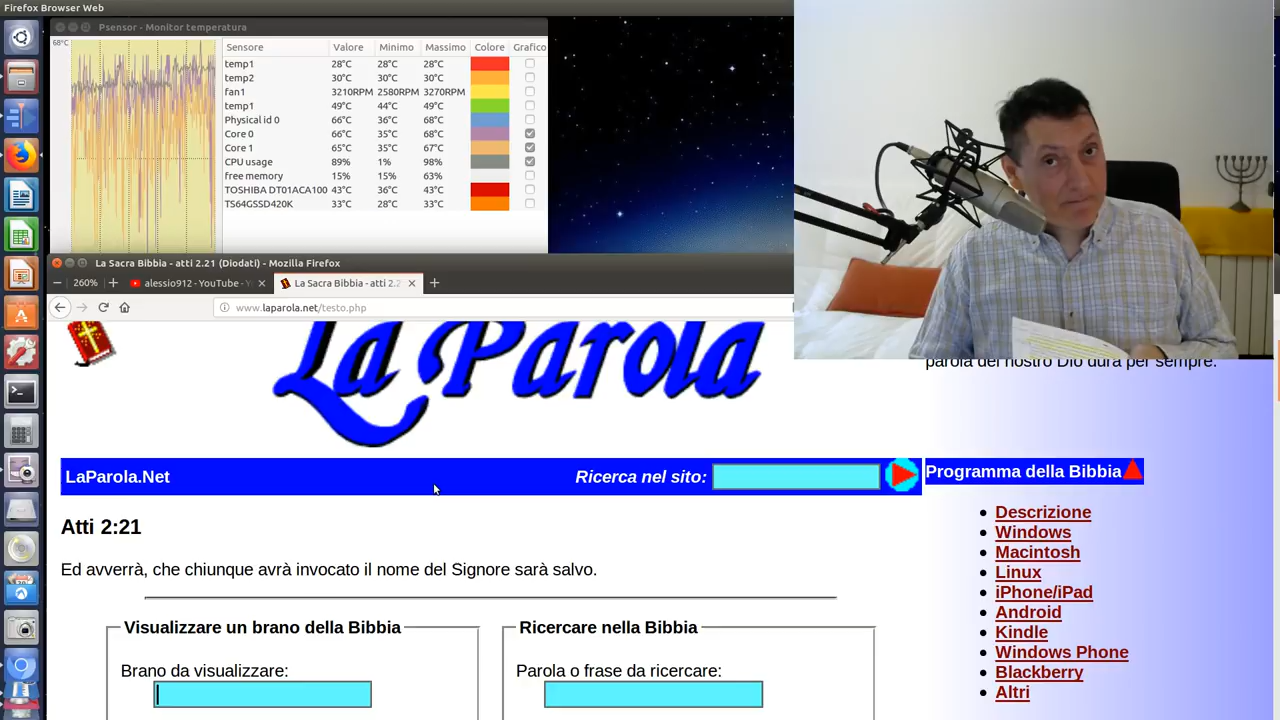 Firefox Browser Web
Psensor - Monitor temperatura
68°C
Sensore Valore Minimo Massimo Colore Grafico
temp1 28°C 28°C 28°C
temp2 30°C 30°C 30°C
fan1 3210RPM 2580RPM 3270RPM
temp1 49°C 44°C 49°C
Physical id 0 66°C 36°C 68°C
Core 0 66°C 35°C 68°C
Core 1 65°C 35°C 67°C
CPU usage 89% 1% 98%
free memory 15% 15% 63%
TOSHIBA DT01ACA100 43°C 36°C 43°C
TS64GSSD420K 33°C 28°C 33°C
La Sacra Bibbia - atti 2.21 (Diodati) - Mozilla Firefox
260% alessio912 - YouTube - Y La Sacra Bibbia - atti 2.2
www.laparola.net/testo.php
La Parola
parola del nostro Dio dura per sempre.
LaParola.Net Ricerca nel sito:
Programma della Bibbia
Atti 2:21
Ed avverrà, che chiunque avrà invocato il nome del Signore sarà salvo.
Visualizzare un brano della Bibbia
Brano da visualizzare:
Ricercare nella Bibbia
Parola o frase da ricercare:
Descrizione
Windows
Macintosh
Linux
iPhone/iPad
Android
Kindle
Windows Phone
Blackberry
Altri